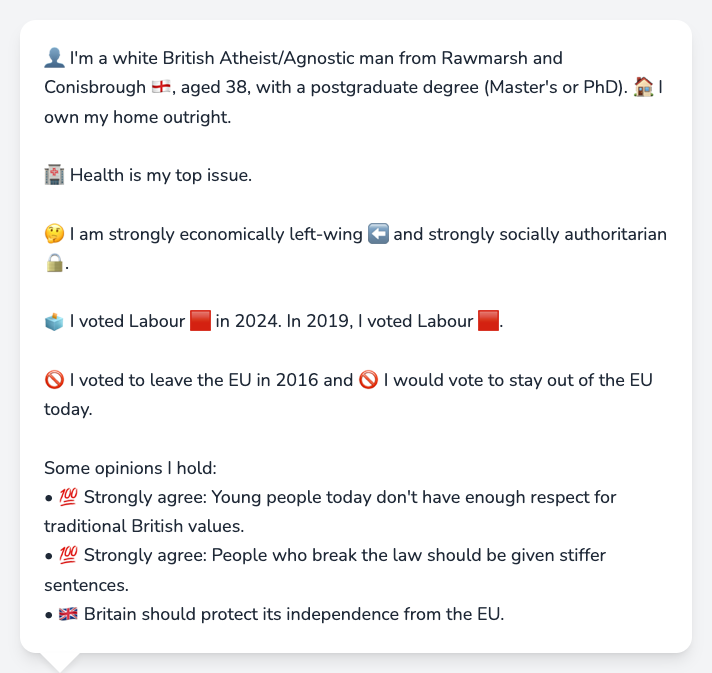 👤 I'm a white British Atheist/Agnostic man from Rawmarsh and
Conisbrough 🏴󠁧󠁢󠁥󠁮󠁧󠁿, aged 38, with a postgraduate degree (Master's or PhD). 🏠 I
own my home outright.
🏥 Health is my top issue.
🤔 I am strongly economically left-wing ⬅️ and strongly socially authoritarian
🔒.
🗳️ I voted Labour 🟥 in 2024. In 2019, I voted Labour 🟥.
🚫 I voted to leave the EU in 2016 and 🚫 I would vote to stay out of the EU
today.
Some opinions I hold:
• 💯 Strongly agree: Young people today don't have enough respect for
traditional British values.
• 💯 Strongly agree: People who break the law should be given stiffer
sentences.
• 🇬🇧 Britain should protect its independence from the EU.